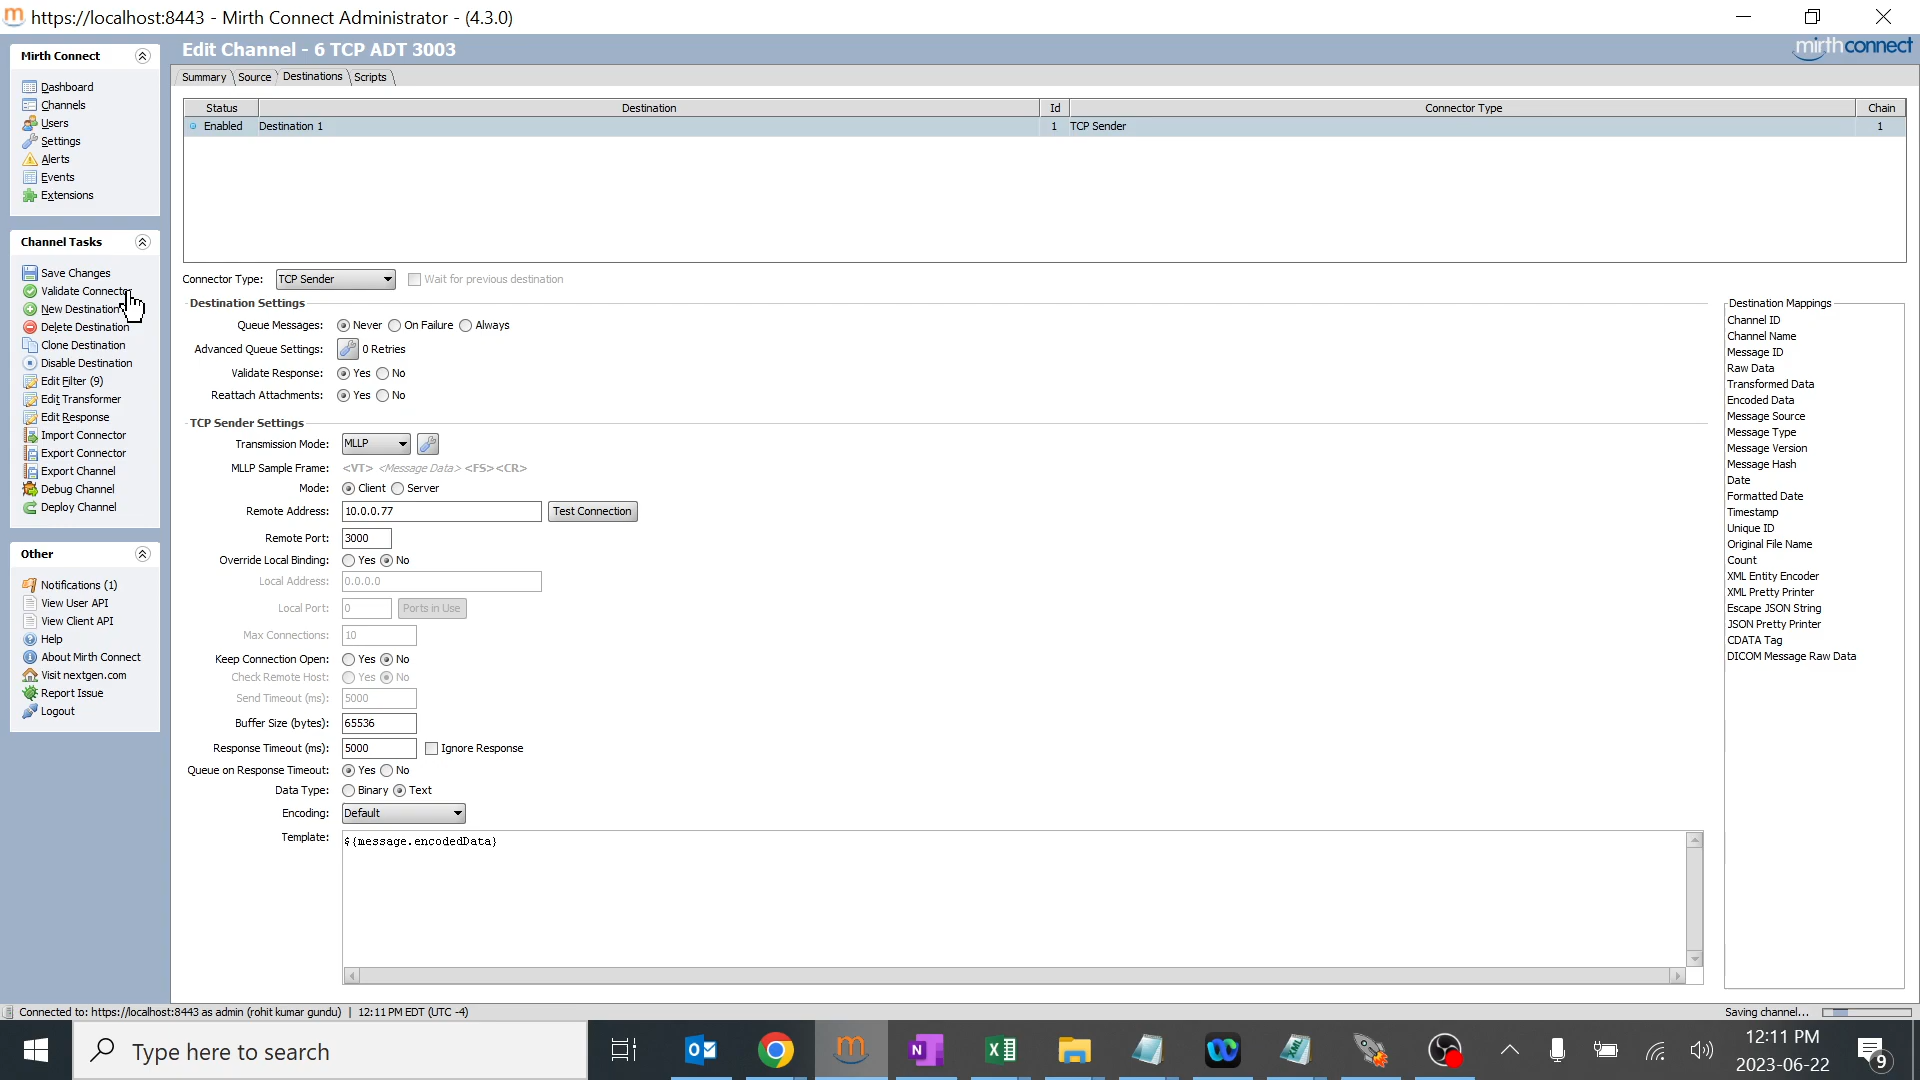 https://localhost:8443 - Mirth Connect Administrator - (4.3.0)
Mirth Connect
Dashboard
Channels
Users
Settings
Alerts
Events
Extensions
Channel Tasks
Save Changes
Validate Connector
New Destination
Delete Destination
Clone Destination
Disable Destination
Edit Filter (9)
Edit Transformer
Edit Response
Import Connector
Export Connector
Export Channel
Debug Channel
Deploy Channel
Other
Notifications (1)
View User API
View Client API
Help
About Mirth Connect
Visit nextgen.com
Report Issue
Logout
Edit Channel - 6 TCP ADT 3003
mirthconnect
Summary Source Destinations Scripts
Status Destination Id Connector Type Chain
Enabled Destination 1 1 TCP Sender 1
Connector Type: TCP Sender Wait for previous destination
Destination Settings
Queue Messages: Never On Failure Always
Advanced Queue Settings: 0 Retries
Validate Response: Yes No
Reattach Attachments: Yes No
TCP Sender Settings
Transmission Mode: MLLP
MLLP Sample Frame: <VT> <Message Data> <FS><CR>
Mode: Client Server
Remote Address: 10.0.0.77 Test Connection
Remote Port: 3000
Override Local Binding: Yes No
Local Address: 0.0.0.0
Local Port: 0 Ports in Use
Max Connections: 10
Keep Connection Open: Yes No
Check Remote Host: Yes No
Send Timeout (ms): 5000
Buffer Size (bytes): 65536
Response Timeout (ms): 5000 Ignore Response
Queue on Response Timeout: Yes No
Data Type: Binary Text
Encoding: Default
Template: ${message.encodedData}
Destination Mappings
Channel ID
Channel Name
Message ID
Raw Data
Transformed Data
Encoded Data
Message Source
Message Type
Message Version
Message Hash
Date
Formatted Date
Timestamp
Unique ID
Original File Name
Count
XML Entity Encoder
XML Pretty Printer
Escape JSON String
JSON Pretty Printer
CDATA Tag
DICOM Message Raw Data
Connected to: https://localhost:8443 as admin (rohit kumar gundu) | 12:11 PM EDT (UTC -4)
Saving channel...
Type here to search
12:11 PM
2023-06-22
9